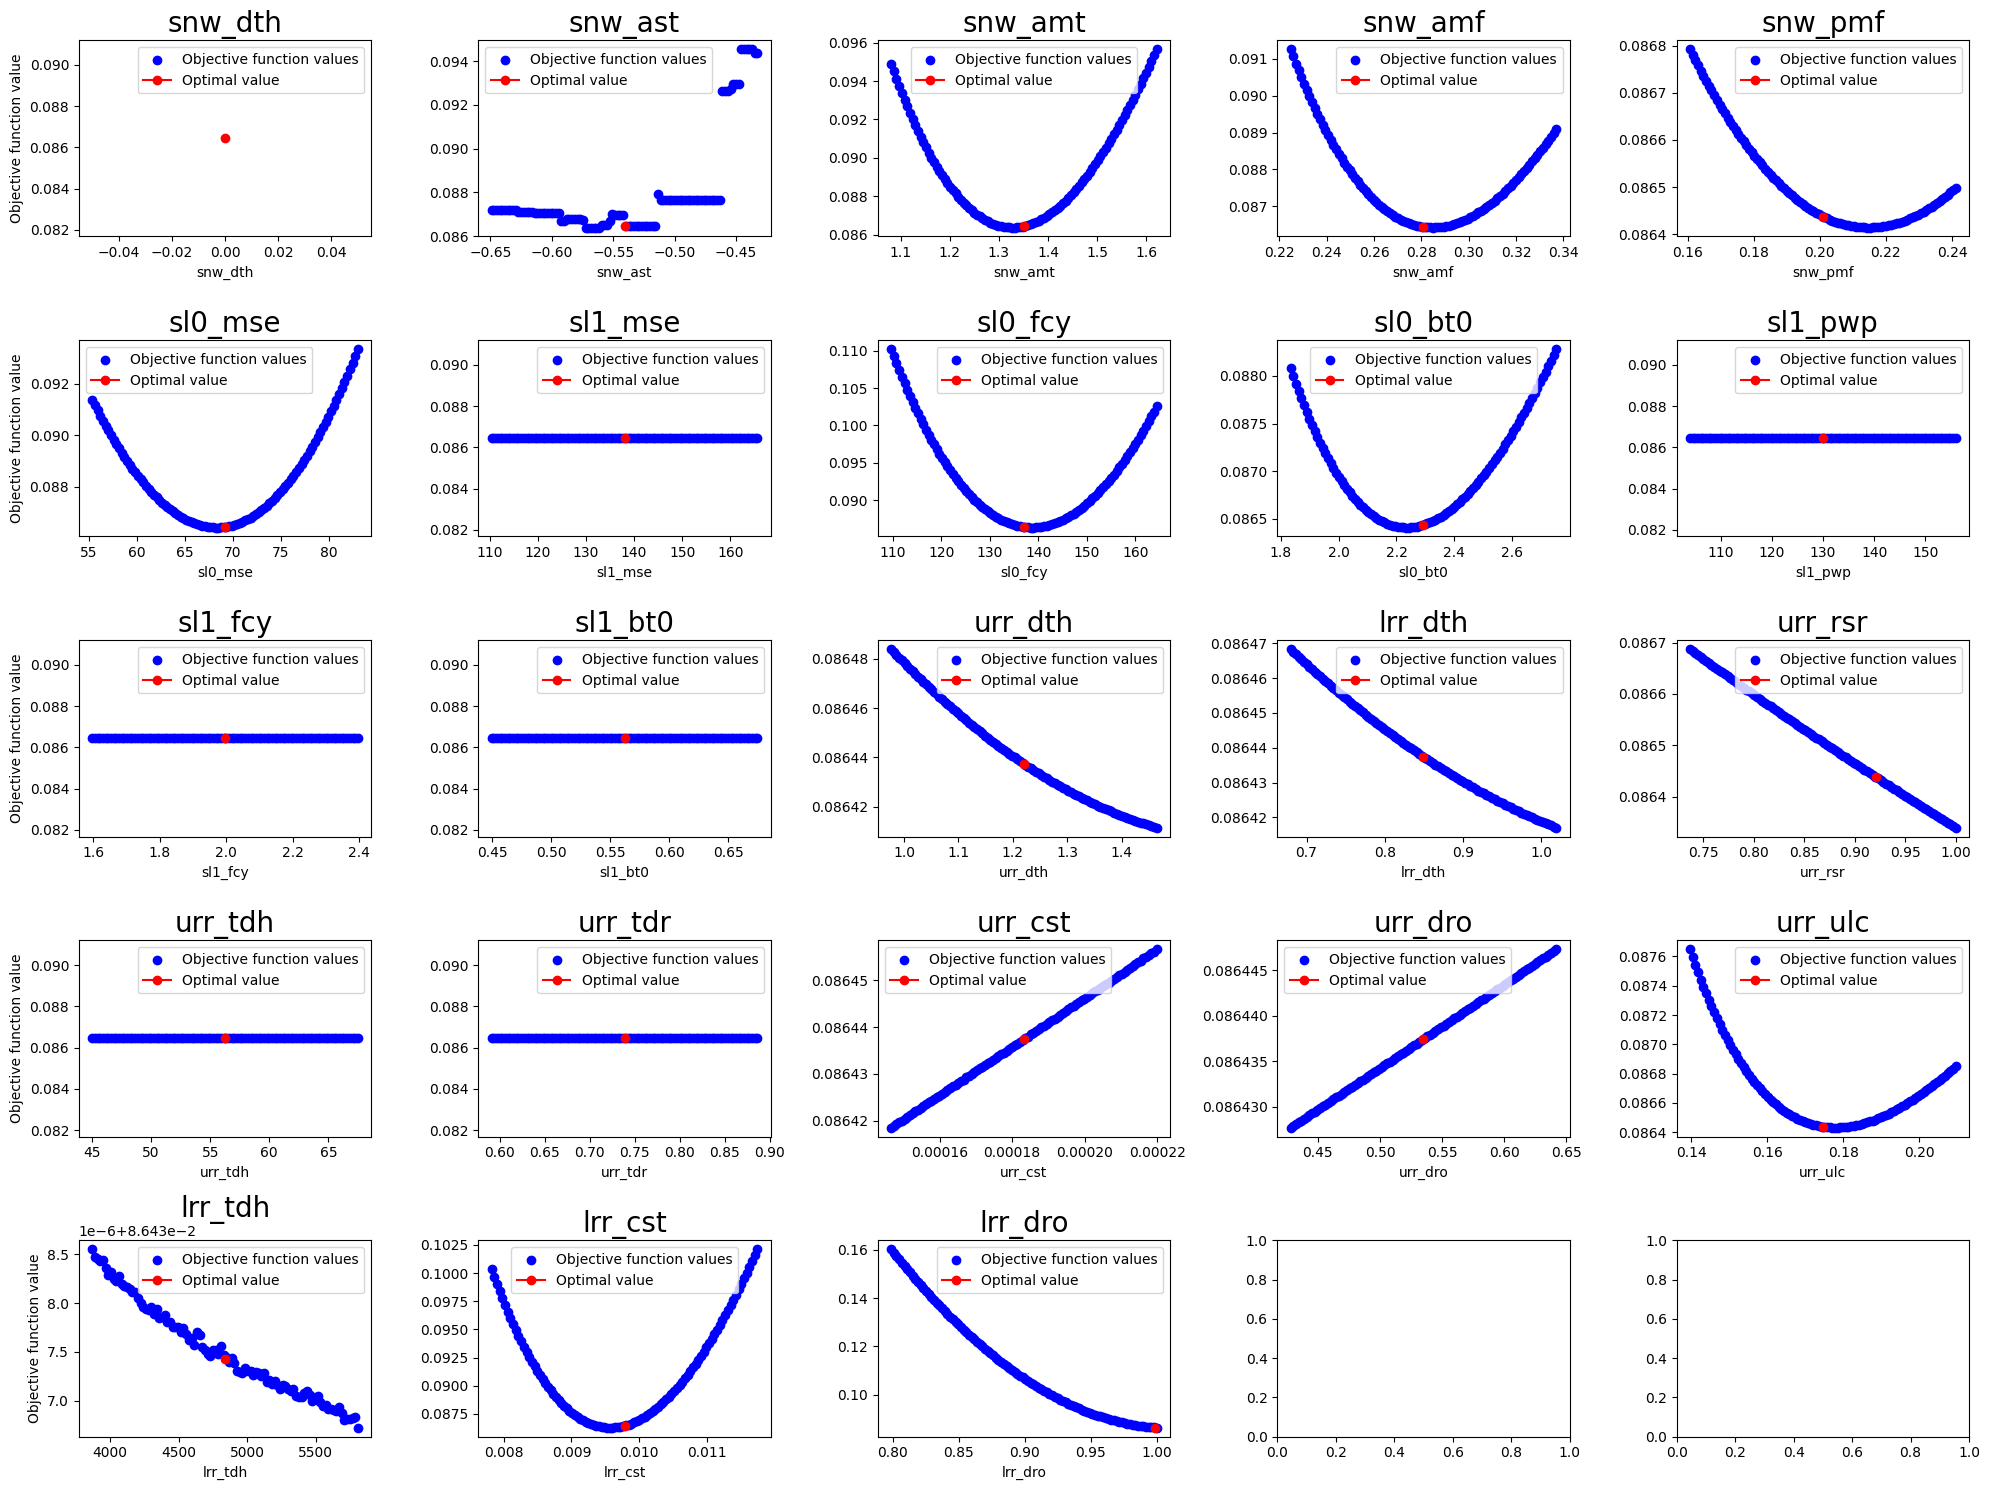 snw_dth snw_ast snw_amt snw_amf snw_pmf
Objective function value
0.090 0.088 0.086 0.084 0.082
Objective function values
Optimal value
−0.04 −0.02 0.00 0.02 0.04
snw_dth
0.094 0.092 0.090 0.088 0.086
Objective function values
Optimal value
−0.65 −0.60 −0.55 −0.50 −0.45
snw_ast
0.096 0.094 0.092 0.090 0.088 0.086
Objective function values
Optimal value
1.1 1.2 1.3 1.4 1.5 1.6
snw_amt
0.091 0.090 0.089 0.088 0.087
Objective function values
Optimal value
0.22 0.24 0.26 0.28 0.30 0.32 0.34
snw_amf
0.0868 0.0867 0.0866 0.0865 0.0864
Objective function values
Optimal value
0.16 0.18 0.20 0.22 0.24
snw_pmf
sl0_mse sl1_mse sl0_fcy sl0_bt0 sl1_pwp
Objective function value
0.092 0.090 0.088
Objective function values
Optimal value
55 60 65 70 75 80
sl0_mse
0.090 0.088 0.086 0.084 0.082
Objective function values
Optimal value
110 120 130 140 150 160
sl1_mse
0.110 0.105 0.100 0.095 0.090
Objective function values
Optimal value
110 120 130 140 150 160
sl0_fcy
0.0880 0.0875 0.0870 0.0865
Objective function values
Optimal value
1.8 2.0 2.2 2.4 2.6
sl0_bt0
0.090 0.088 0.086 0.084 0.082
Objective function values
Optimal value
110 120 130 140 150
sl1_pwp
sl1_fcy sl1_bt0 urr_dth lrr_dth urr_rsr
Objective function value
0.090 0.088 0.086 0.084 0.082
Objective function values
Optimal value
1.6 1.8 2.0 2.2 2.4
sl1_fcy
0.090 0.088 0.086 0.084 0.082
Objective function values
Optimal value
0.45 0.50 0.55 0.60 0.65
sl1_bt0
0.08648 0.08646 0.08644 0.08642
Objective function values
Optimal value
1.0 1.1 1.2 1.3 1.4
urr_dth
0.08647 0.08646 0.08645 0.08644 0.08643 0.08642
Objective function values
Optimal value
0.7 0.8 0.9 1.0
lrr_dth
0.0867 0.0866 0.0865 0.0864
Objective function values
Optimal value
0.75 0.80 0.85 0.90 0.95 1.00
urr_rsr
urr_tdh urr_tdr urr_cst urr_dro urr_ulc
Objective function value
0.090 0.088 0.086 0.084 0.082
Objective function values
Optimal value
45 50 55 60 65
urr_tdh
0.090 0.088 0.086 0.084 0.082
Objective function values
Optimal value
0.60 0.65 0.70 0.75 0.80 0.85 0.90
urr_tdr
0.08645 0.08644 0.08643 0.08642
Objective function values
Optimal value
0.00016 0.00018 0.00020 0.00022
urr_cst
0.086445 0.086440 0.086435 0.086430
Objective function values
Optimal value
0.45 0.50 0.55 0.60 0.65
urr_dro
0.0876 0.0874 0.0872 0.0870 0.0868 0.0866 0.0864
Objective function values
Optimal value
0.14 0.16 0.18 0.20
urr_ulc
lrr_tdh lrr_cst lrr_dro
1e−6+8.643e−2
Objective function value
8.5 8.0 7.5 7.0
Objective function values
Optimal value
4000 4500 5000 5500
lrr_tdh
0.1025 0.1000 0.0975 0.0950 0.0925 0.0900 0.0875
Objective function values
Optimal value
0.008 0.009 0.010 0.011
lrr_cst
0.16 0.14 0.12 0.10
Objective function values
Optimal value
0.80 0.85 0.90 0.95 1.00
lrr_dro
1.0 0.8 0.6 0.4 0.2 0.0
0.0 0.2 0.4 0.6 0.8 1.0
1.0 0.8 0.6 0.4 0.2 0.0
0.0 0.2 0.4 0.6 0.8 1.0